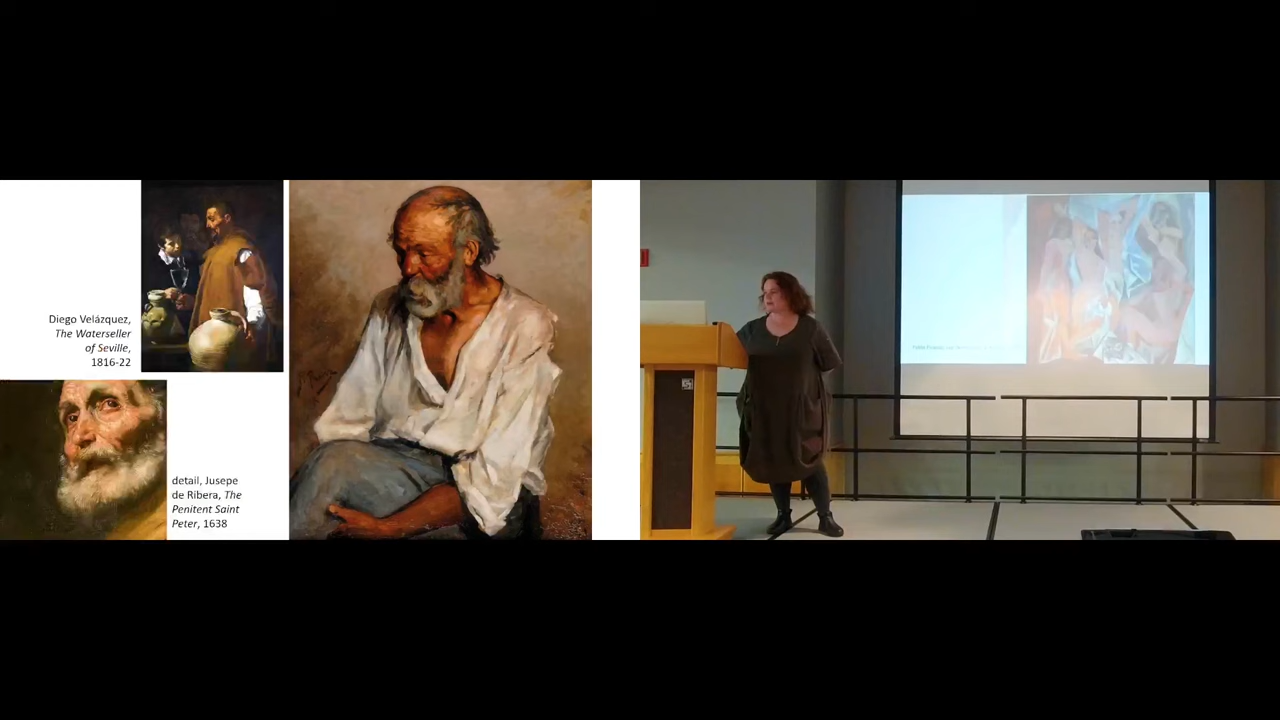 Diego Velázquez,
The Waterseller
of Seville,
1816-22
detail, Jusepe
de Ribera, The
Penitent Saint
Peter, 1638